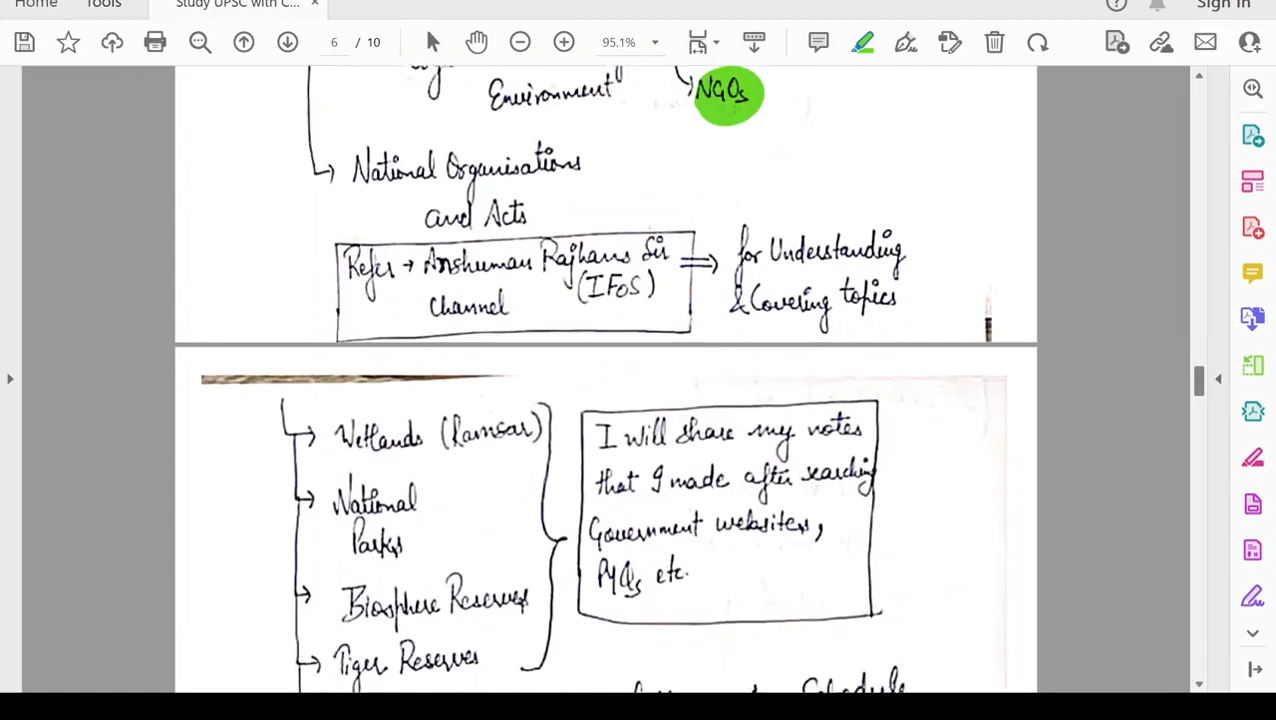 Home Tools Study UPSC with C... × Sign In
6 / 10 95.1%
Environment NGOs
National Organisations
and Acts
Refer → Anshuman Rajhans Sir
(IFoS)
Channel
for Understanding
& Covering topics
Wetlands (Ramsar)
National
Parks
Biosphere Reserves
Tiger Reserves
I will share my notes
that I made after searching
Government websites,
PYQs etc.
Schedule